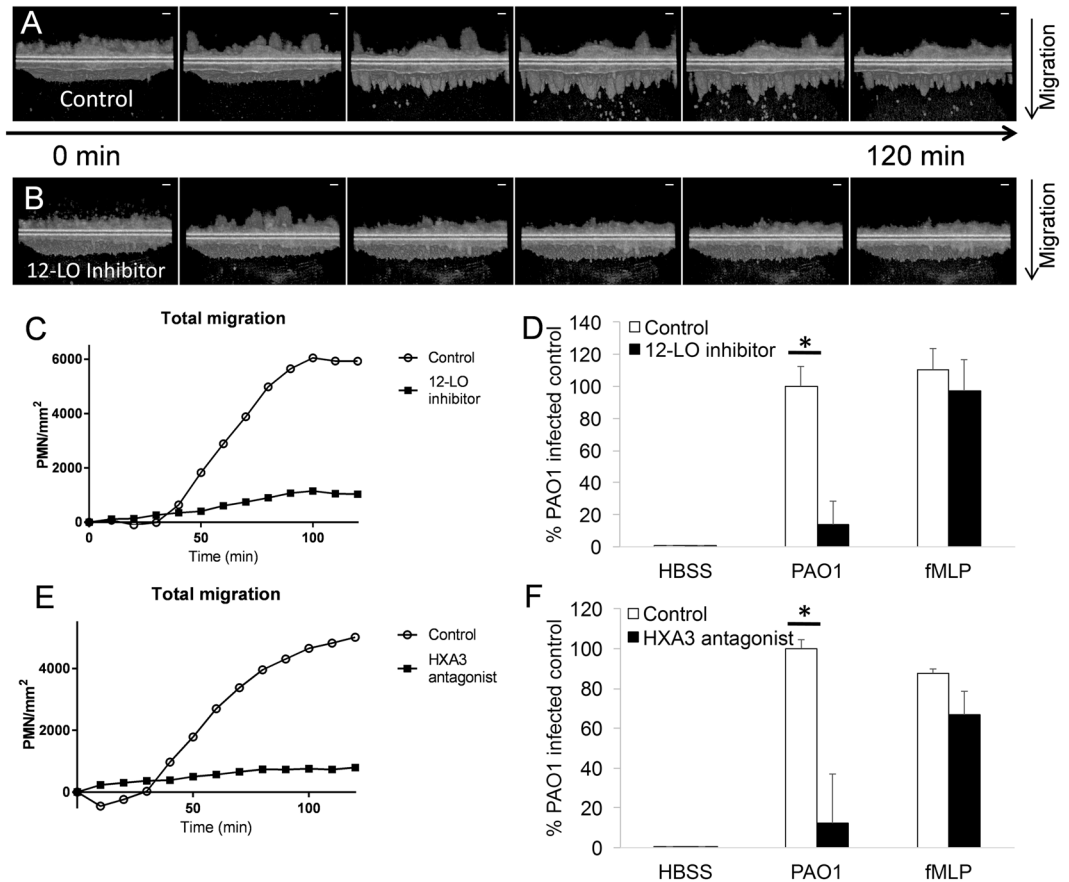 A
Control
Migration
0 min
120 min
B
12-LO Inhibitor
Migration
C
Total migration
PMN/mm²
6000
4000
2000
0
0
50
100
Time (min)
Control
12-LO
inhibitor
D
% PAO1 infected control
140
120
100
80
60
40
20
0
Control
12-LO inhibitor
*
HBSS
PAO1
fMLP
E
Total migration
PMN/mm²
4000
2000
0
50
100
Time (min)
Control
HXA3
antagonist
F
% PAO1 infected control
120
100
80
60
40
20
0
Control
HXA3 antagonist
*
HBSS
PAO1
fMLP